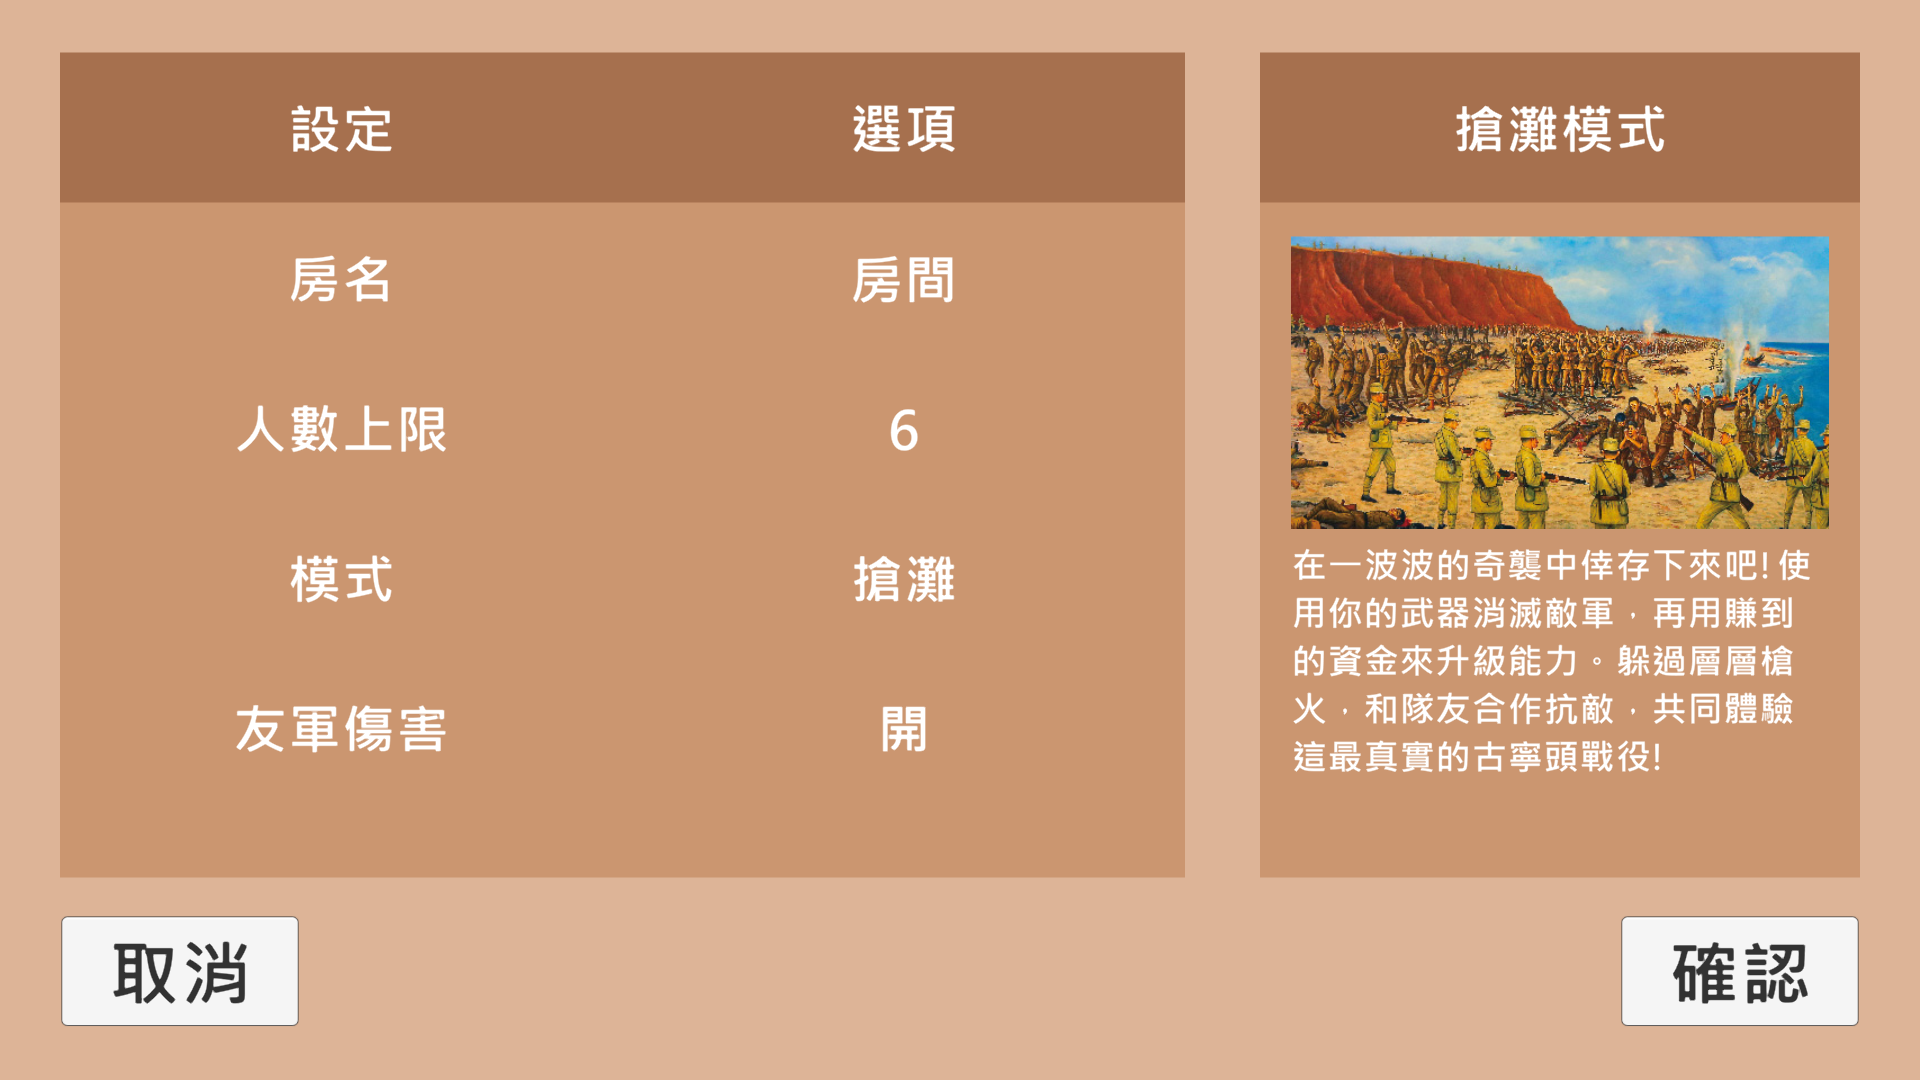 設定 選項
房名 房間
人數上限 6
模式 搶灘
友軍傷害 開
搶灘模式
在一波波的奇襲中倖存下來吧!使
用你的武器消滅敵軍，再用賺到
的資金來升級能力。躲過層層槍
火，和隊友合作抗敵，共同體驗
這最真實的古寧頭戰役!
取消
確認